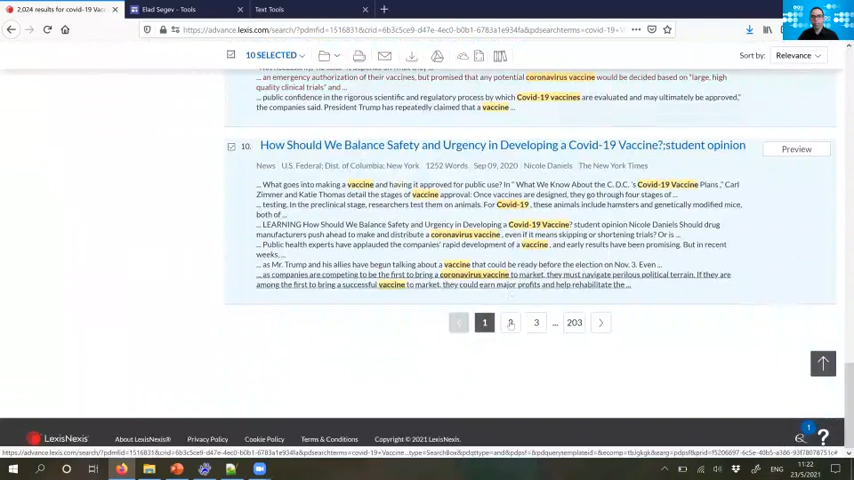 2,024 results for covid-19 Vac
Elad Segev - Tools
Text Tools
https://advance.lexis.com/search/?pdmfid=1516831&crid=
10 SELECTED
Sort by: Relevance
... an emergency authorization of their vaccines, but promised that any potential coronavirus vaccine would be decided based on "large, high
quality clinical trials" and ...
... public confidence in the rigorous scientific and regulatory process by which Covid-19 vaccines are evaluated and may ultimately be approved,"
the companies said. President Trump has repeatedly claimed that a vaccine ...
10. How Should We Balance Safety and Urgency in Developing a Covid-19 Vaccine?;student opinion
Preview
News U.S. Federal; Dist. of Columbia; New York 1252 Words Sep 09, 2020 Nicole Daniels The New York Times
... What goes into making a vaccine and having it approved for public use? In " What We Know About the C. D.C. 's Covid-19 Vaccine Plans , " Carl
Zimmer and Katie Thomas detail the stages of vaccine approval: Once vaccines are designed, they go through four stages of ...
... testing. In the preclinical stage, researchers test them on animals. For Covid-19 , these animals include hamsters and genetically modified mice,
both of ...
... LEARNING How Should We Balance Safety and Urgency in Developing a Covid-19 Vaccine? student opinion Nicole Daniels Should drug
manufacturers push ahead to make and distribute a coronavirus vaccine , even if it means skipping or shortening trials? Or is ...
... Public health experts have applauded the companies' rapid development of a vaccine , and early results have been promising. But in recent
weeks, ...
... as Mr. Trump and his allies have begun talking about a vaccine that could be ready before the election on Nov. 3. Even ...
... as companies are competing to be the first to bring a coronavirus vaccine to market, they must navigate perilous political terrain. If they are
among the first to bring a successful vaccine to market, they could earn major profits and help rehabilitate the ...
1 2 3 ... 203
LexisNexis About LexisNexis® Privacy Policy Cookie Policy Terms & Conditions Copyright © 2021 LexisNexis.
1
?
ENG
11:22
23/5/2021